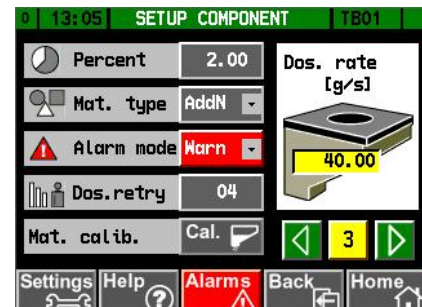 0 13:05 SETUP COMPONENT TB01
Percent 2.00
Mat. type AddN
Alarm mode Warn
Dos.retry 04
Mat. calib. Cal.
Dos. rate
[g/s]
40.00
3
Settings Help Alarms Back Home